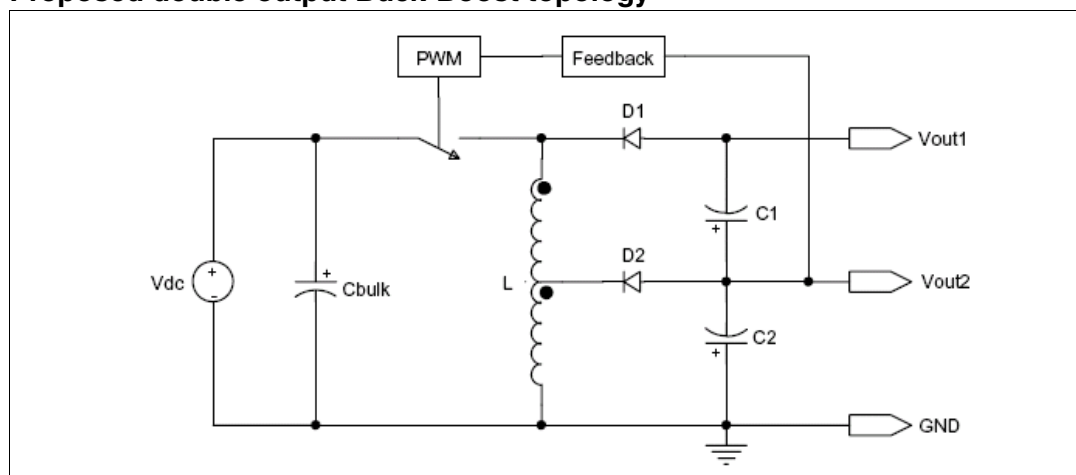 Proposed double output Buck-Boost topology
PWM
Feedback
D1
Vout1
+
C1
D2
Vdc
+
-
+
Cbulk
L
Vout2
C2
+
GND